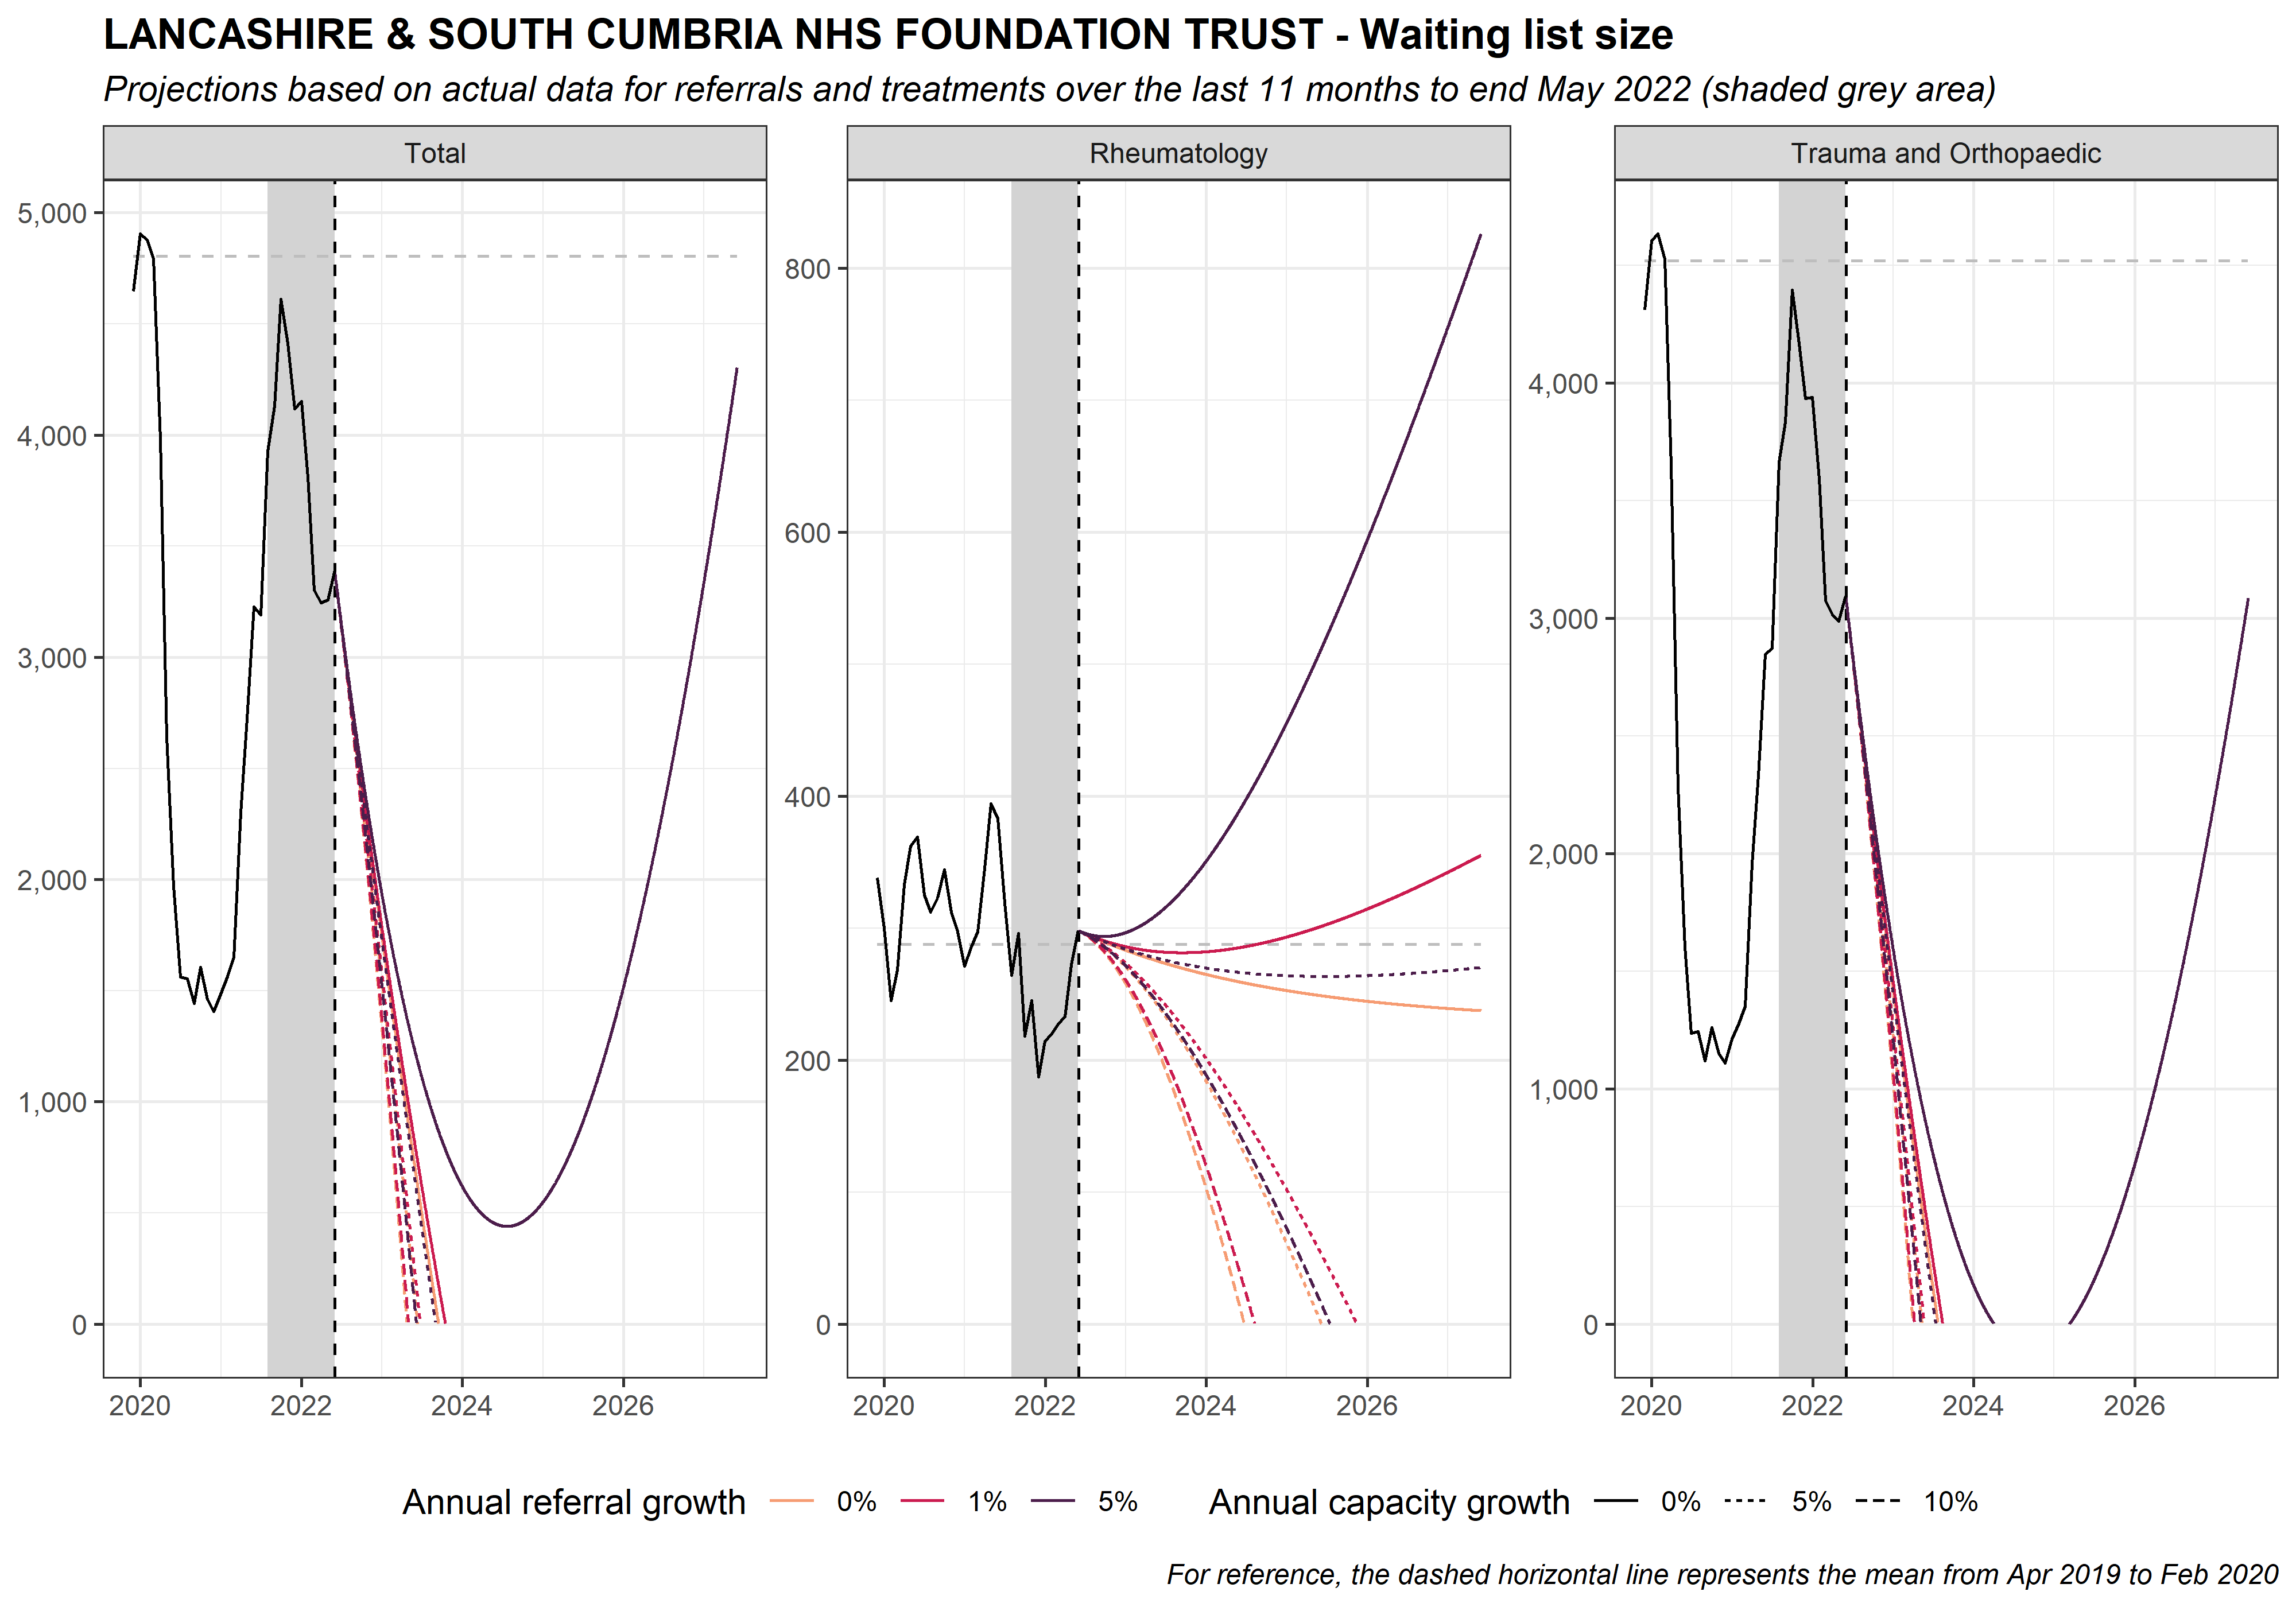 LANCASHIRE & SOUTH CUMBRIA NHS FOUNDATION TRUST - Waiting list size
Projections based on actual data for referrals and treatments over the last 11 months to end May 2022 (shaded grey area)
Total
5,000
4,000
3,000
2,000
1,000
0
2020 2022 2024 2026
Rheumatology
800
600
400
200
0
2020 2022 2024 2026
Trauma and Orthopaedic
4,000
3,000
2,000
1,000
0
2020 2022 2024 2026
Annual referral growth 0% 1% 5% Annual capacity growth 0% 5% 10%
For reference, the dashed horizontal line represents the mean from Apr 2019 to Feb 2020